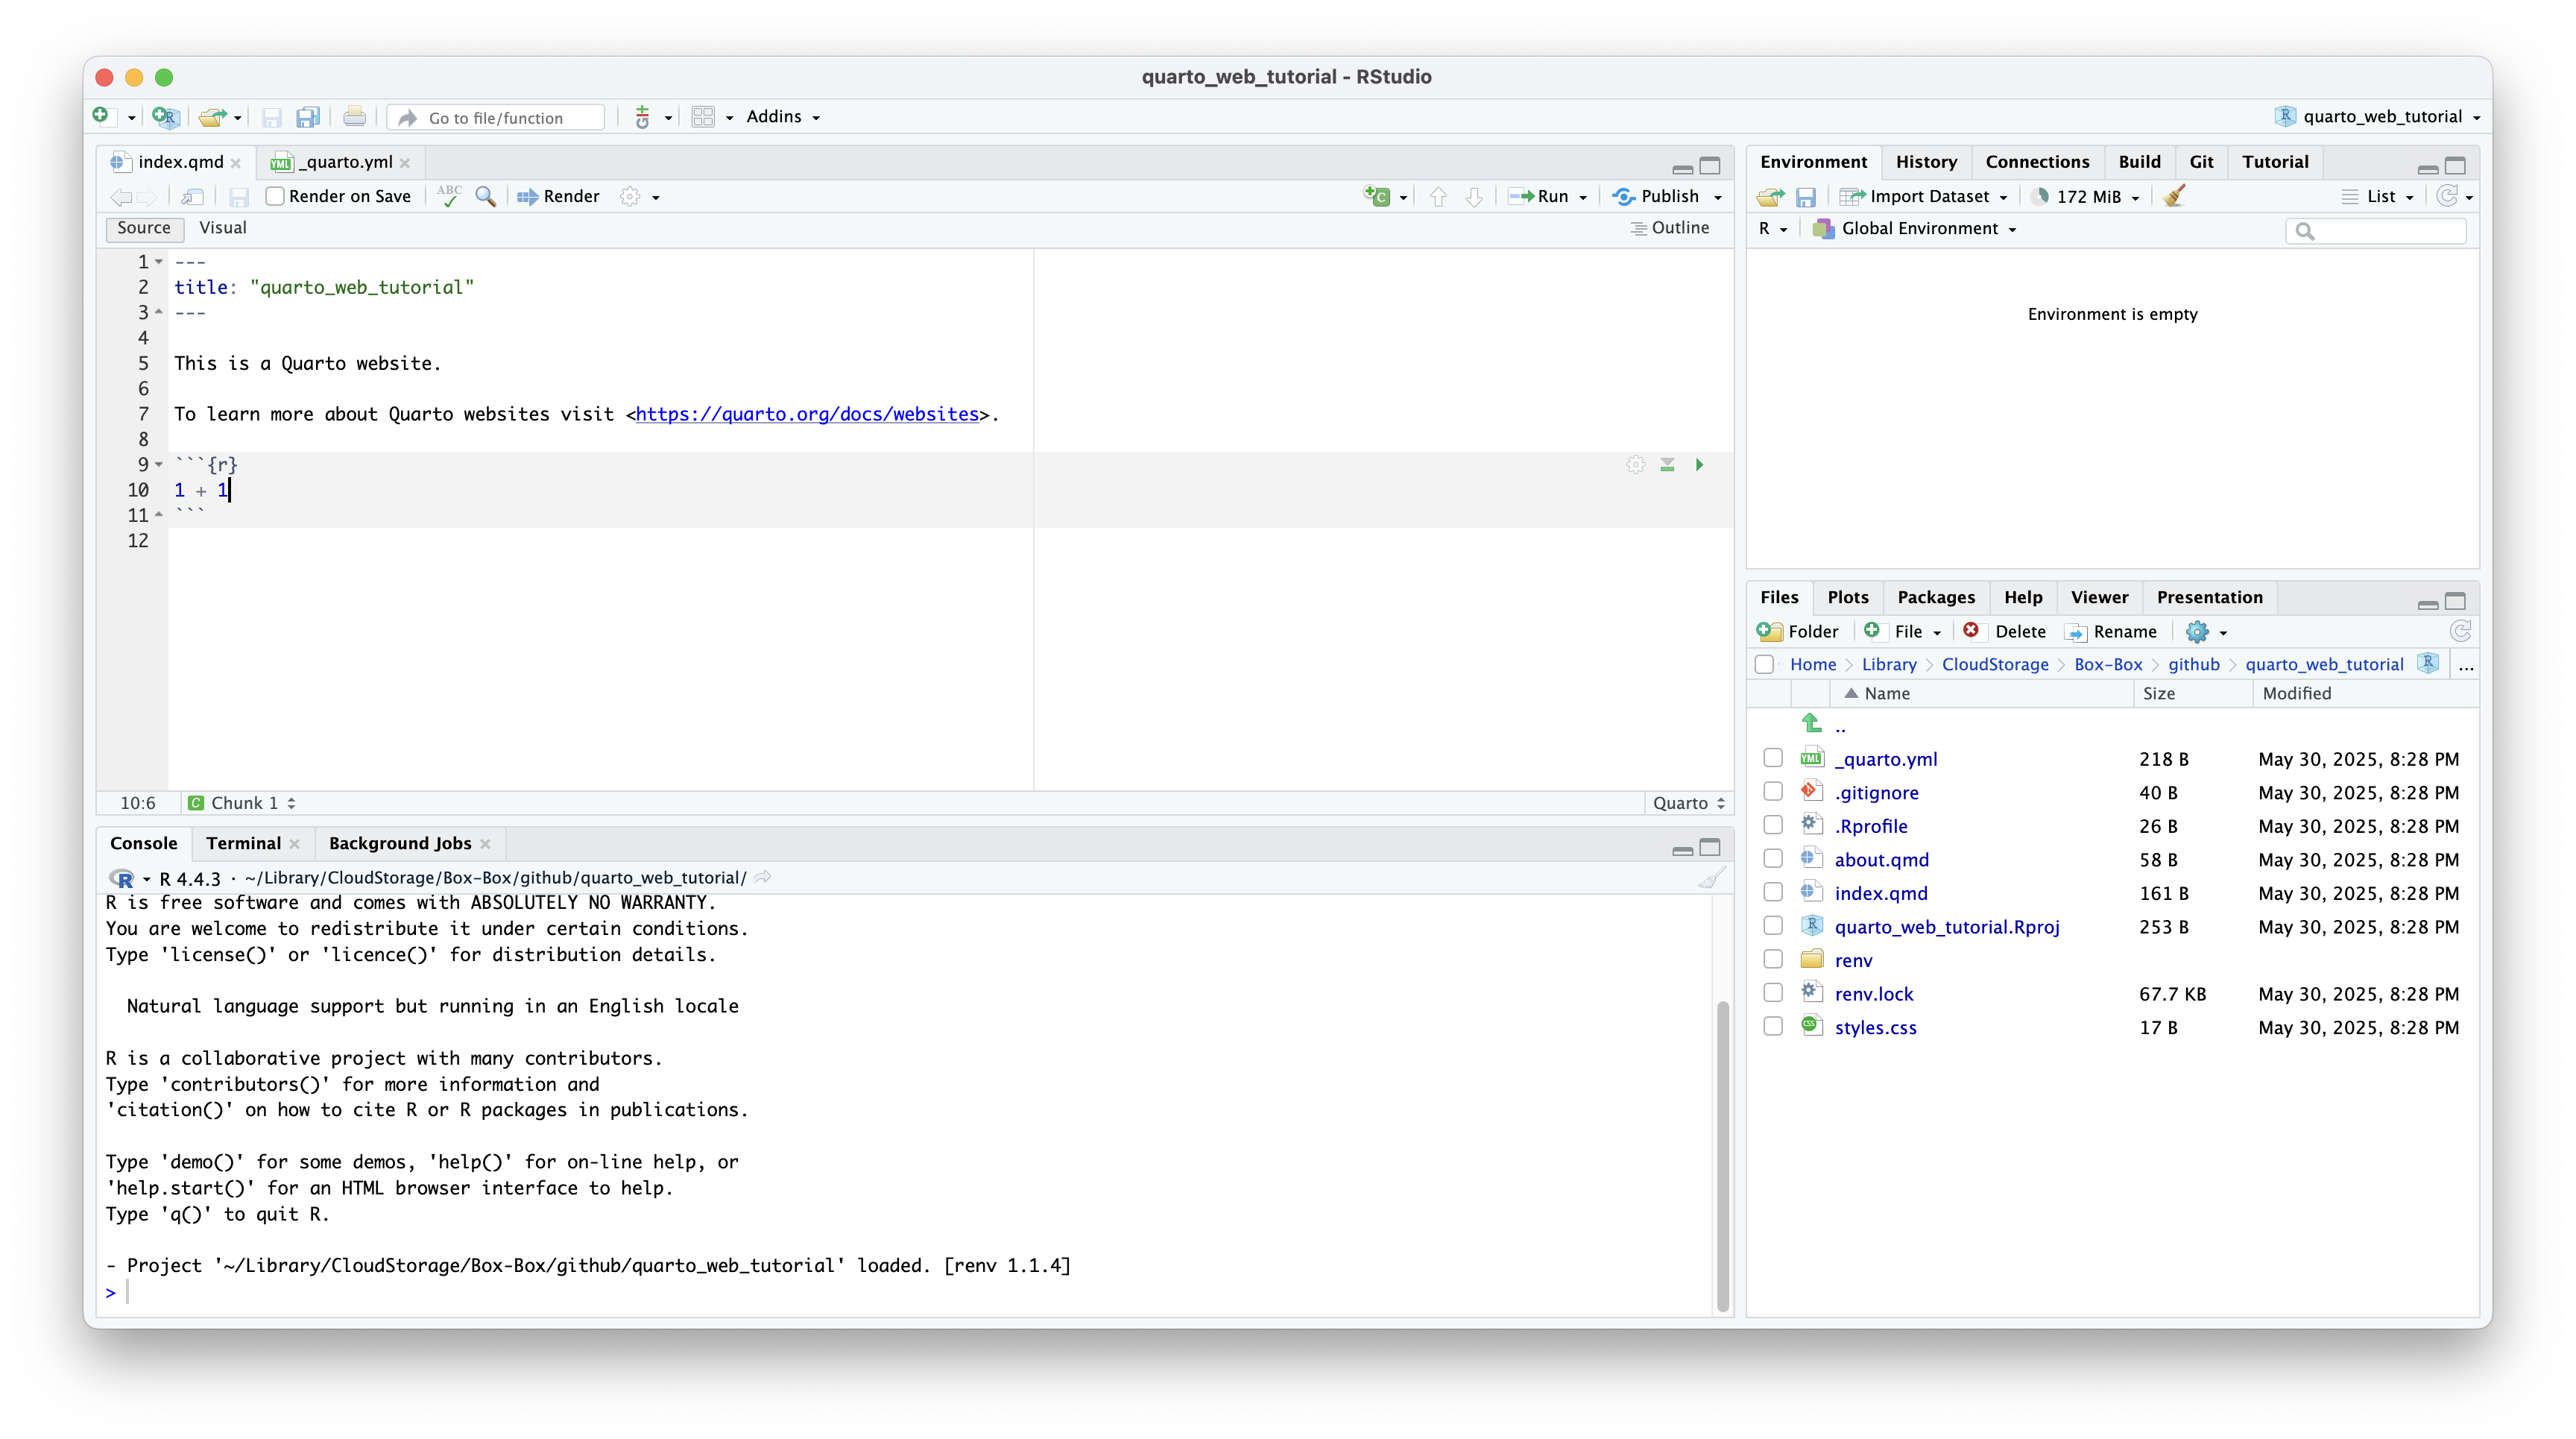 quarto_web_tutorial - RStudio
Go to file/function
Addins
quarto_web_tutorial
index.qmd
_quarto.yml
Render on Save
ABC
Render
Run
Publish
Source
Visual
Outline
1 ---
2 title: "quarto_web_tutorial"
3 ---
4
5 This is a Quarto website.
6
7 To learn more about Quarto websites visit <https://quarto.org/docs/websites>.
8
9 ```{r}
10 1 + 1
11 ```
12
10:6
C Chunk 1
Quarto
Console
Terminal
Background Jobs
R 4.4.3 · ~/Library/CloudStorage/Box-Box/github/quarto_web_tutorial/
R is free software and comes with ABSOLUTELY NO WARRANTY.
You are welcome to redistribute it under certain conditions.
Type 'license()' or 'licence()' for distribution details.
Natural language support but running in an English locale
R is a collaborative project with many contributors.
Type 'contributors()' for more information and
'citation()' on how to cite R or R packages in publications.
Type 'demo()' for some demos, 'help()' for on-line help, or
'help.start()' for an HTML browser interface to help.
Type 'q()' to quit R.
- Project '~/Library/CloudStorage/Box-Box/github/quarto_web_tutorial' loaded. [renv 1.1.4]
>
Environment
History
Connections
Build
Git
Tutorial
Import Dataset
172 MiB
List
R
Global Environment
Environment is empty
Files
Plots
Packages
Help
Viewer
Presentation
Folder
File
Delete
Rename
Home > Library > CloudStorage > Box-Box > github > quarto_web_tutorial ...
Name Size Modified
..
_quarto.yml 218 B May 30, 2025, 8:28 PM
.gitignore 40 B May 30, 2025, 8:28 PM
.Rprofile 26 B May 30, 2025, 8:28 PM
about.qmd 58 B May 30, 2025, 8:28 PM
index.qmd 161 B May 30, 2025, 8:28 PM
quarto_web_tutorial.Rproj 253 B May 30, 2025, 8:28 PM
renv
renv.lock 67.7 KB May 30, 2025, 8:28 PM
styles.css 17 B May 30, 2025, 8:28 PM